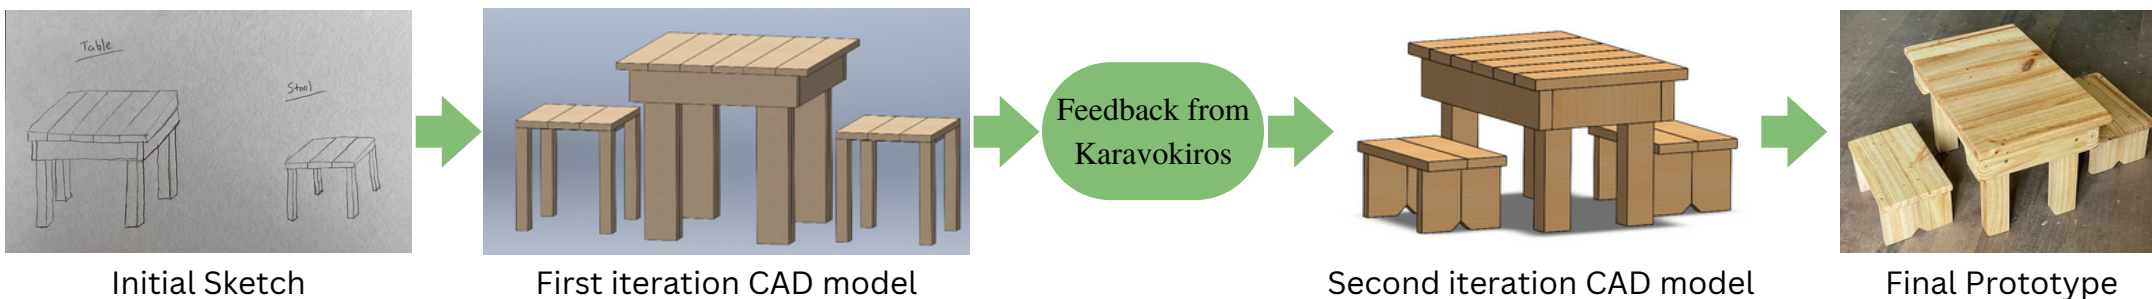 Table
Stool
Feedback from
Karavokiros
Initial Sketch
First iteration CAD model
Second iteration CAD model
Final Prototype